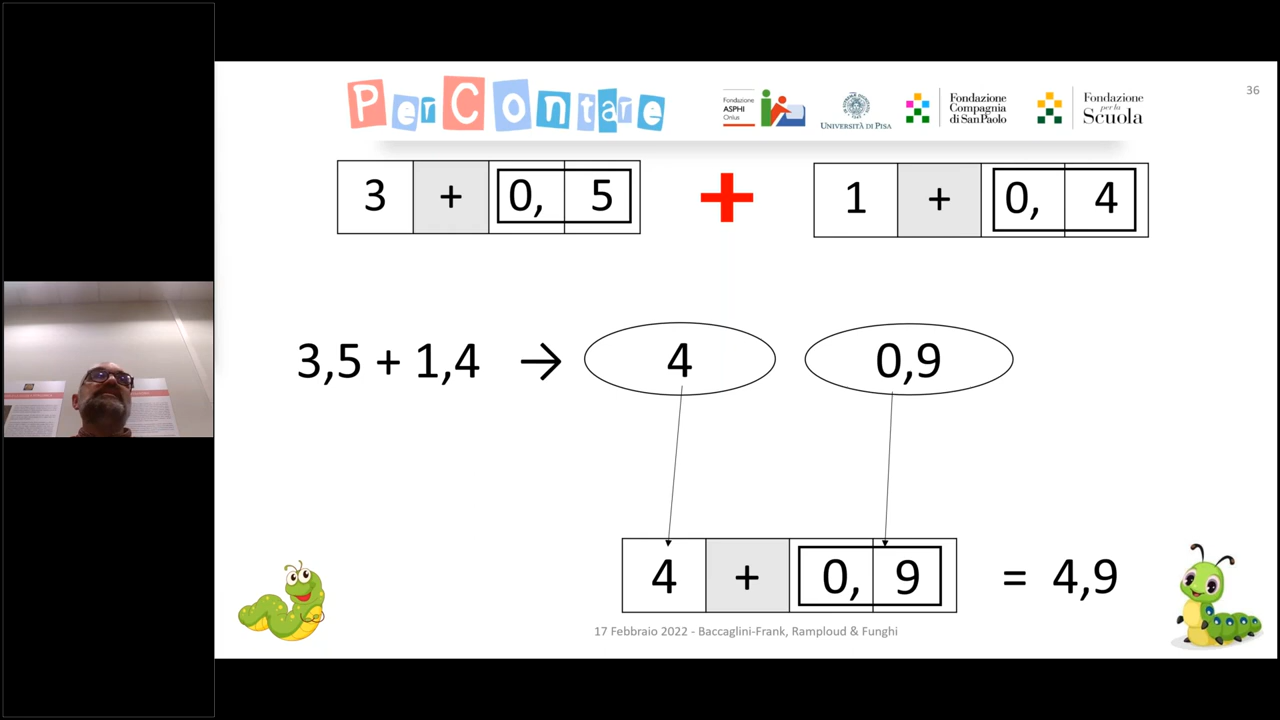 PerContare
Fondazione
ASPHI
Onlus
UNIVERSITÀ DI PISA
Fondazione
Compagnia
di San Paolo
Fondazione
per la
Scuola
36
3 + 0, 5 + 1 + 0, 4
3,5 + 1,4 → 4 0,9
4 + 0, 9 = 4,9
17 Febbraio 2022 - Baccaglini-Frank, Ramploud & Funghi